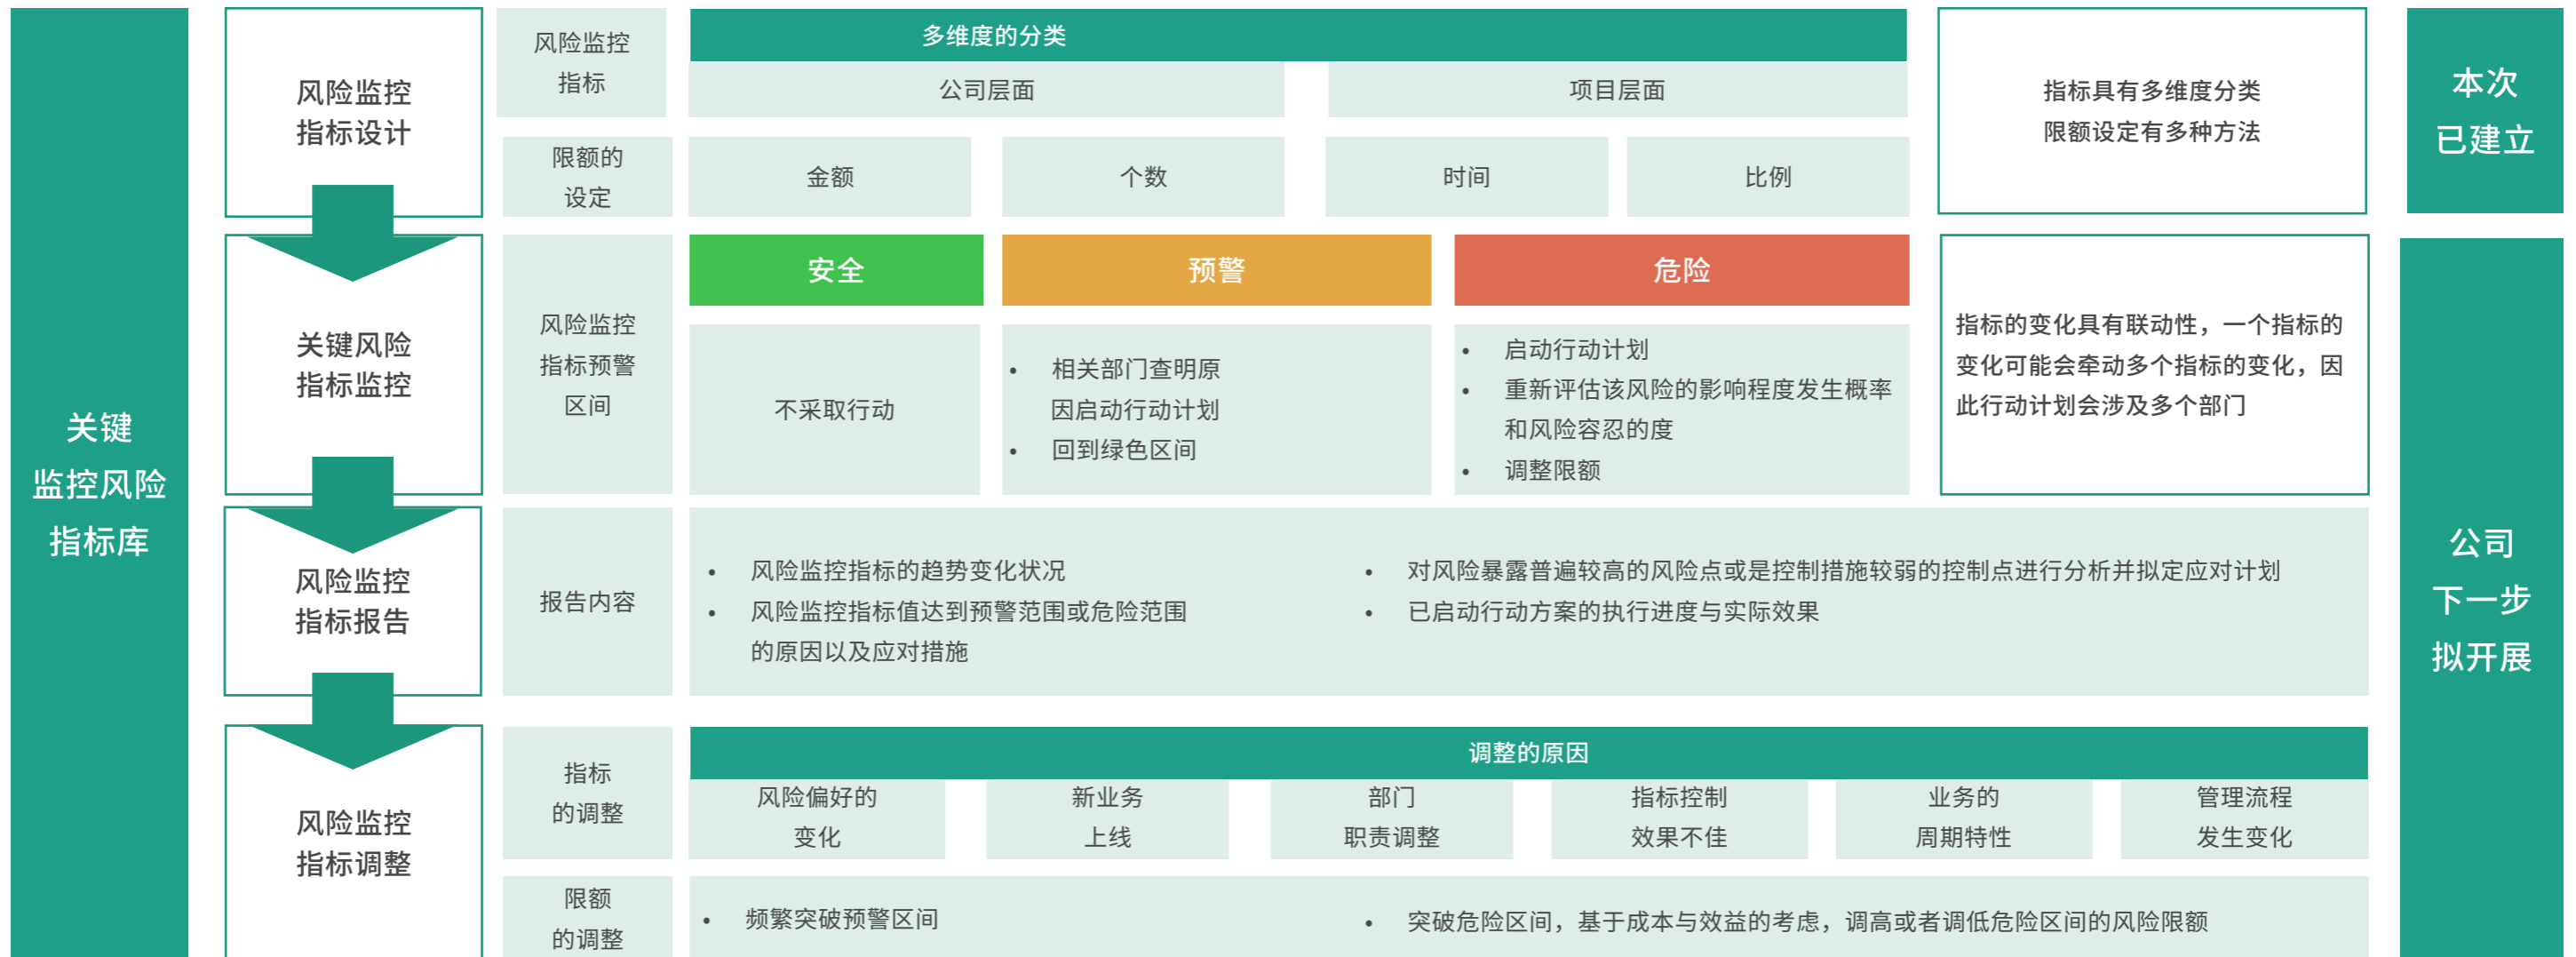 关键
监控风险
指标库
风险监控
指标设计
风险监控
指标
多维度的分类
公司层面
项目层面
限额的
设定
金额
个数
时间
比例
指标具有多维度分类
限额设定有多种方法
本次
已建立
关键风险
指标监控
风险监控
指标预警
区间
安全
预警
危险
不采取行动
• 相关部门查明原
因启动行动计划
• 回到绿色区间
• 启动行动计划
• 重新评估该风险的影响程度发生概率
和风险容忍的度
• 调整限额
指标的变化具有联动性，一个指标的
变化可能会牵动多个指标的变化，因
此行动计划会涉及多个部门
风险监控
指标报告
报告内容
• 风险监控指标的趋势变化状况
• 风险监控指标值达到预警范围或危险范围
的原因以及应对措施
• 对风险暴露普遍较高的风险点或是控制措施较弱的控制点进行分析并拟定应对计划
• 已启动行动方案的执行进度与实际效果
公司
下一步
拟开展
风险监控
指标调整
指标
的调整
调整的原因
风险偏好的
变化
新业务
上线
部门
职责调整
指标控制
效果不佳
业务的
周期特性
管理流程
发生变化
限额
的调整
• 频繁突破预警区间
• 突破危险区间，基于成本与效益的考虑，调高或者调低危险区间的风险限额